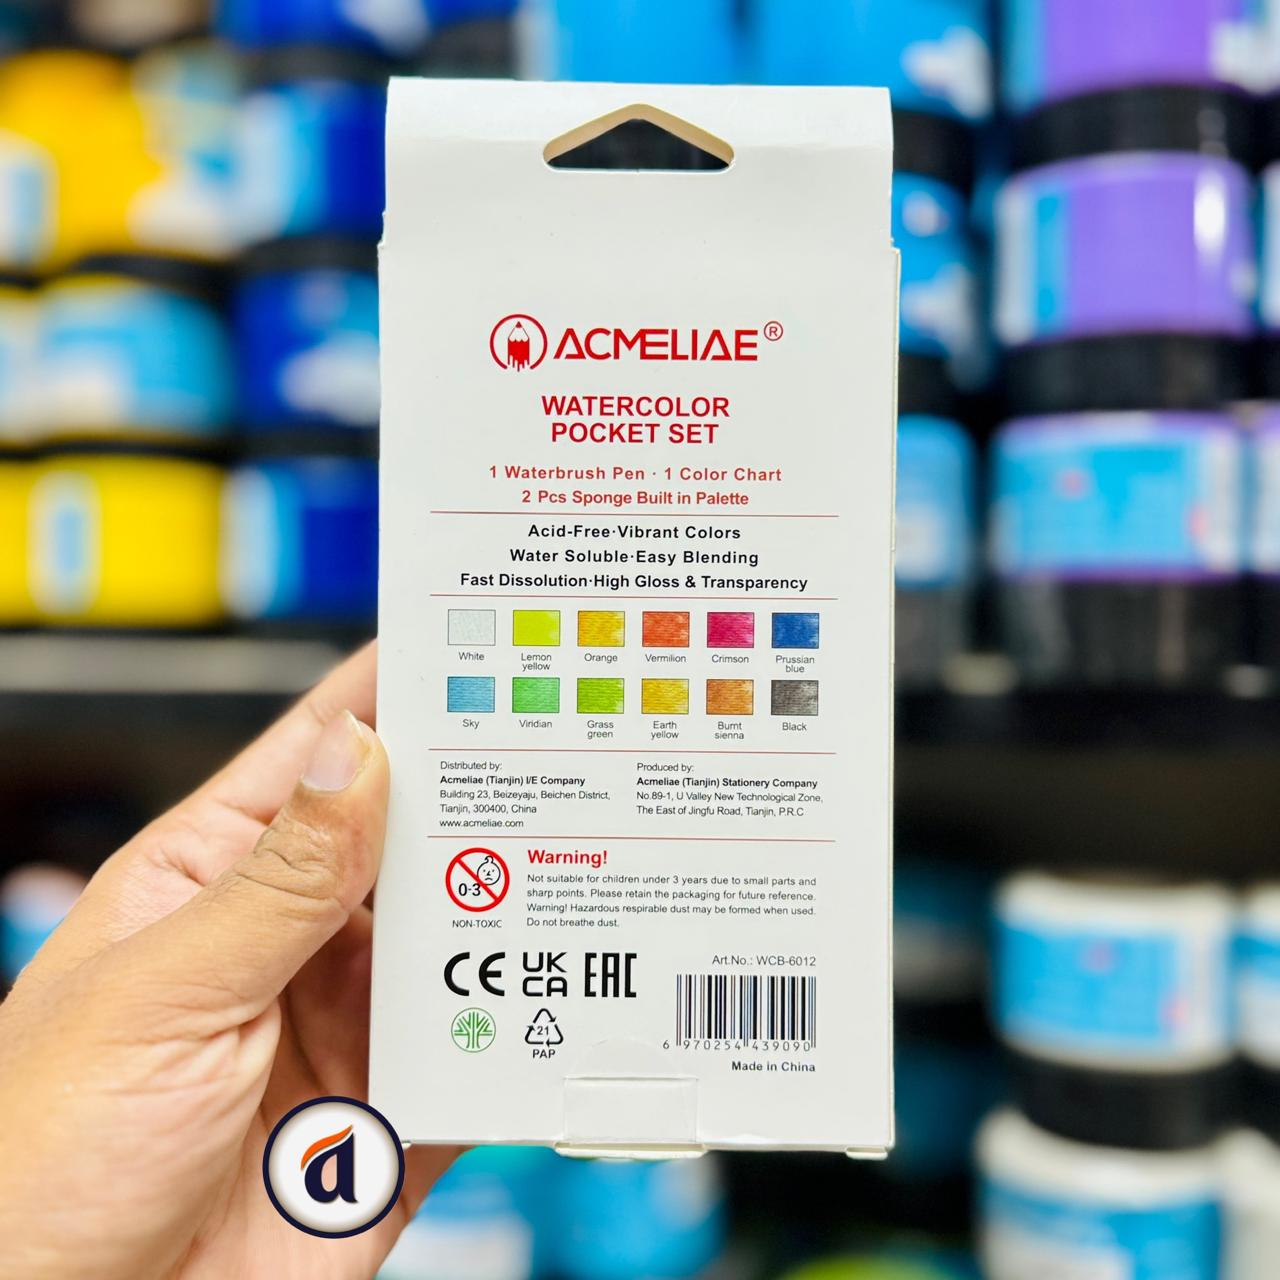 ACMELIAE®
WATERCOLOR
POCKET SET
1 Waterbrush Pen · 1 Color Chart
2 Pcs Sponge Built in Palette
Acid-Free·Vibrant Colors
Water Soluble·Easy Blending
Fast Dissolution·High Gloss & Transparency
White
Lemon
yellow
Orange
Vermilion
Crimson
Prussian
blue
Sky
Viridian
Grass
green
Earth
yellow
Burnt
sienna
Black
Distributed by:
Acmeliae (Tianjin) I/E Company
Building 23, Beizeyaju, Beichen District,
Tianjin, 300400, China
www.acmeliae.com
Produced by:
Acmeliae (Tianjin) Stationery Company
No.89-1, U Valley New Technological Zone,
The East of Jingfu Road, Tianjin, P.R.C
0-3
NON-TOXIC
Warning!
Not suitable for children under 3 years due to small parts and
sharp points. Please retain the packaging for future reference.
Warning! Hazardous respirable dust may be formed when used.
Do not breathe dust.
CE
UK
CA
EAC
21
PAP
Art.No.: WCB-6012
6 970254 439090
Made in China
a